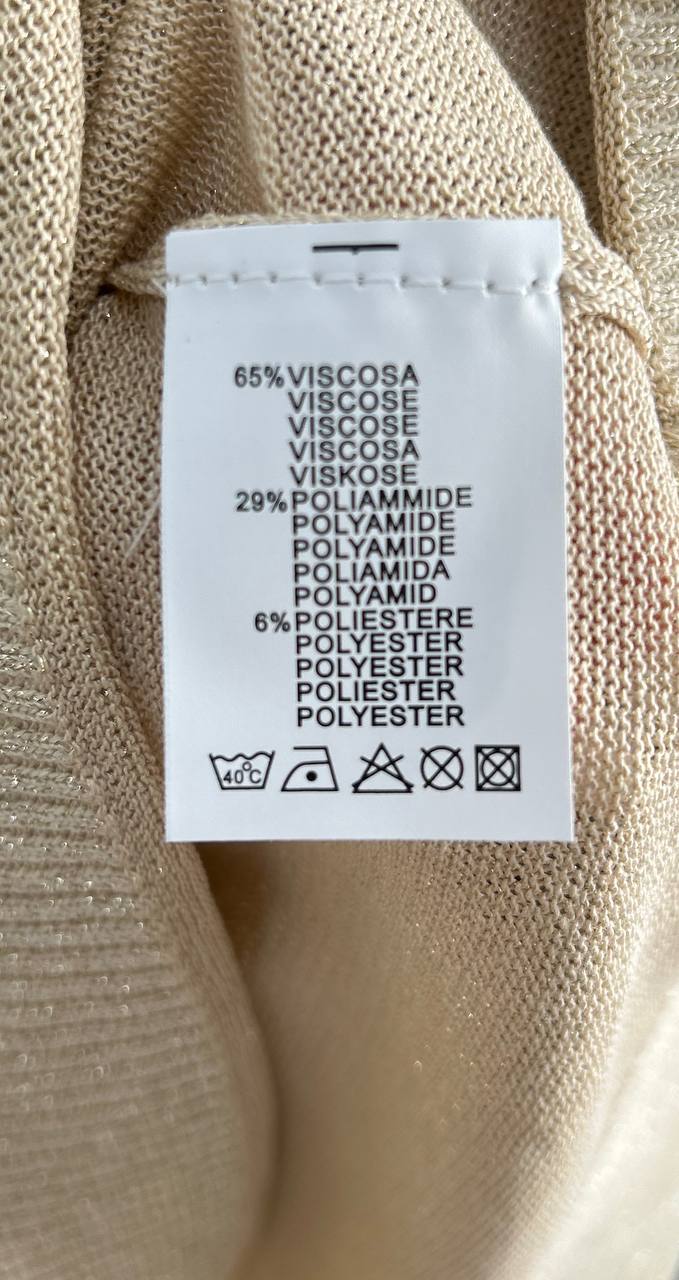 65% VISCOSA
VISCOSE
VISCOSE
VISCOSA
VISKOSE
29% POLIAMMIDE
POLYAMIDE
POLYAMIDE
POLIAMIDA
POLYAMID
6% POLIESTERE
POLYESTER
POLYESTER
POLIESTER
POLYESTER
40°C